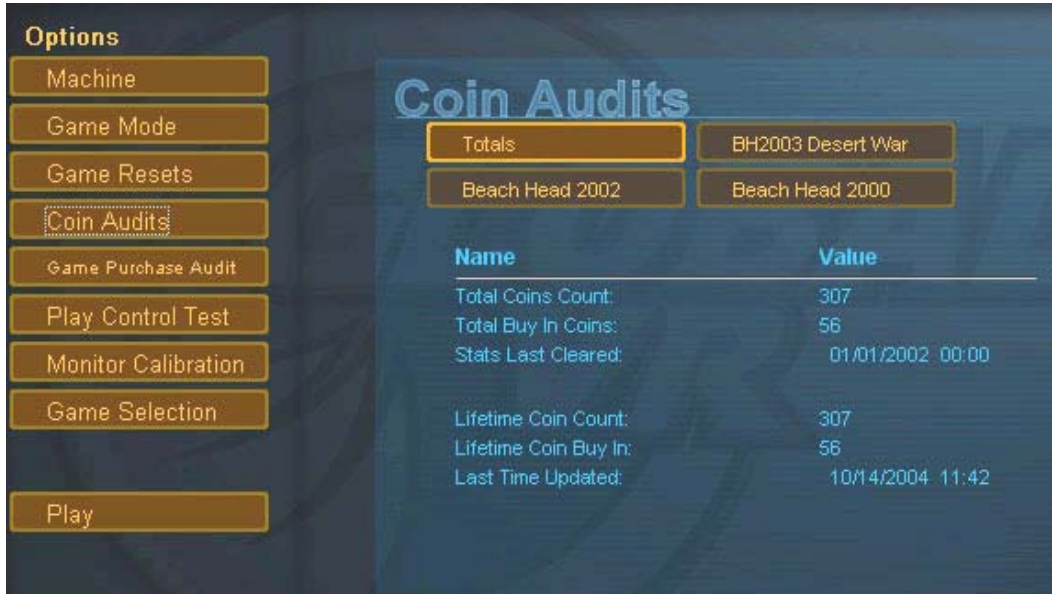 Options
Machine
Game Mode
Game Resets
Coin Audits
Game Purchase Audit
Play Control Test
Monitor Calibration
Game Selection
Play
Coin Audits
Totals
BH2003 Desert War
Beach Head 2002
Beach Head 2000
Name Value
Total Coins Count: 307
Total Buy In Coins: 56
Stats Last Cleared: 01/01/2002 00:00
Lifetime Coin Count: 307
Lifetime Coin Buy In: 56
Last Time Updated: 10/14/2004 11:42